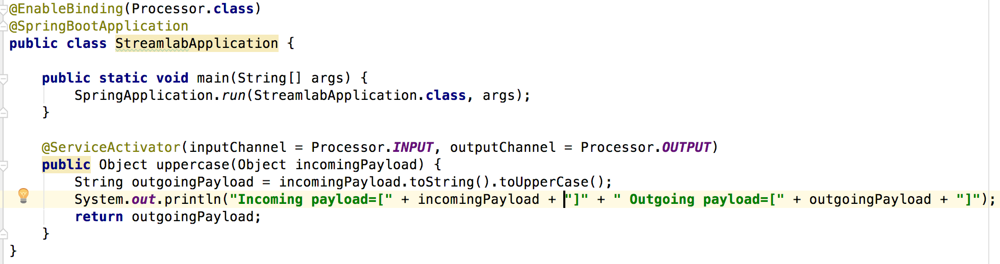 @EnableBinding(Processor.class)
@SpringBootApplication
public class StreamlabApplication {
public static void main(String[] args) {
SpringApplication.run(StreamlabApplication.class, args);
}
@ServiceActivator(inputChannel = Processor.INPUT, outputChannel = Processor.OUTPUT)
public Object uppercase(Object incomingPayload) {
String outgoingPayload = incomingPayload.toString().toUpperCase();
System.out.println("Incoming payload=[" + incomingPayload + "]" + " Outgoing payload=[" + outgoingPayload + "]");
return outgoingPayload;
}
}